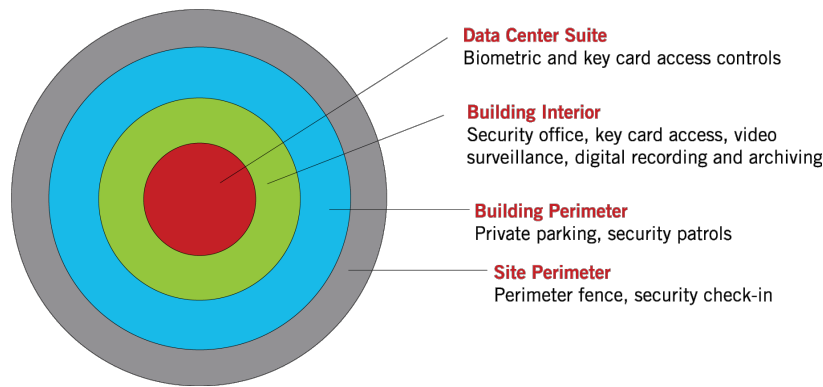 Data Center Suite
Biometric and key card access controls
Building Interior
Security office, key card access, video
surveillance, digital recording and archiving
Building Perimeter
Private parking, security patrols
Site Perimeter
Perimeter fence, security check-in